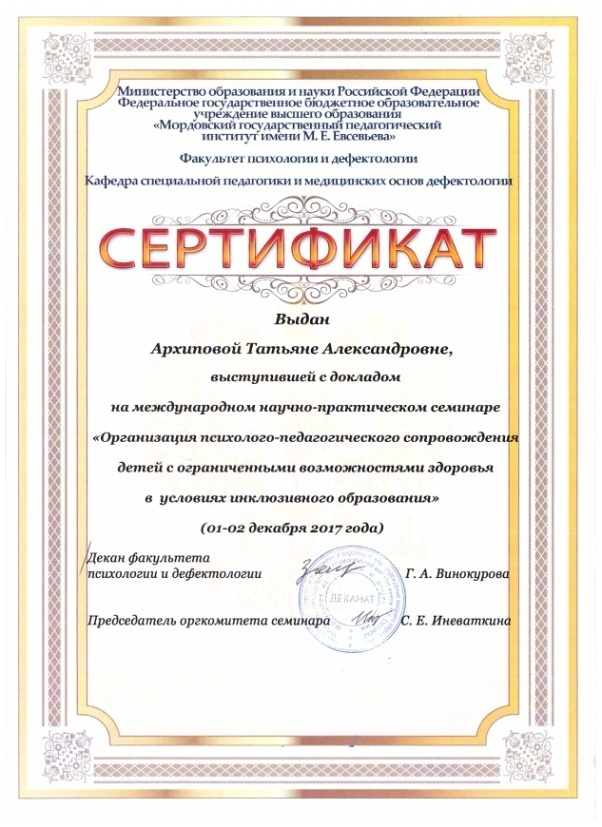 Министерство образования и науки Российской Федерации
Федеральное государственное бюджетное образовательное
учреждение высшего образования
«Мордовский государственный педагогический
институт имени М. Е. Евсевьева»
Факультет психологии и дефектологии
Кафедра специальной педагогики и медицинских основ дефектологии
СЕРТИФИКАТ
Выдан
Архиповой Татьяне Александровне,
выступившей с докладом
на международном научно-практическом семинаре
«Организация психолого-педагогического сопровождения
детей с ограниченными возможностями здоровья
в условиях инклюзивного образования»
(01-02 декабря 2017 года)
Декан факультета
психологии и дефектологии
Г. А. Винокурова
ДЕКАНАТ
Председатель оргкомитета семинара
С. Е. Иневаткина